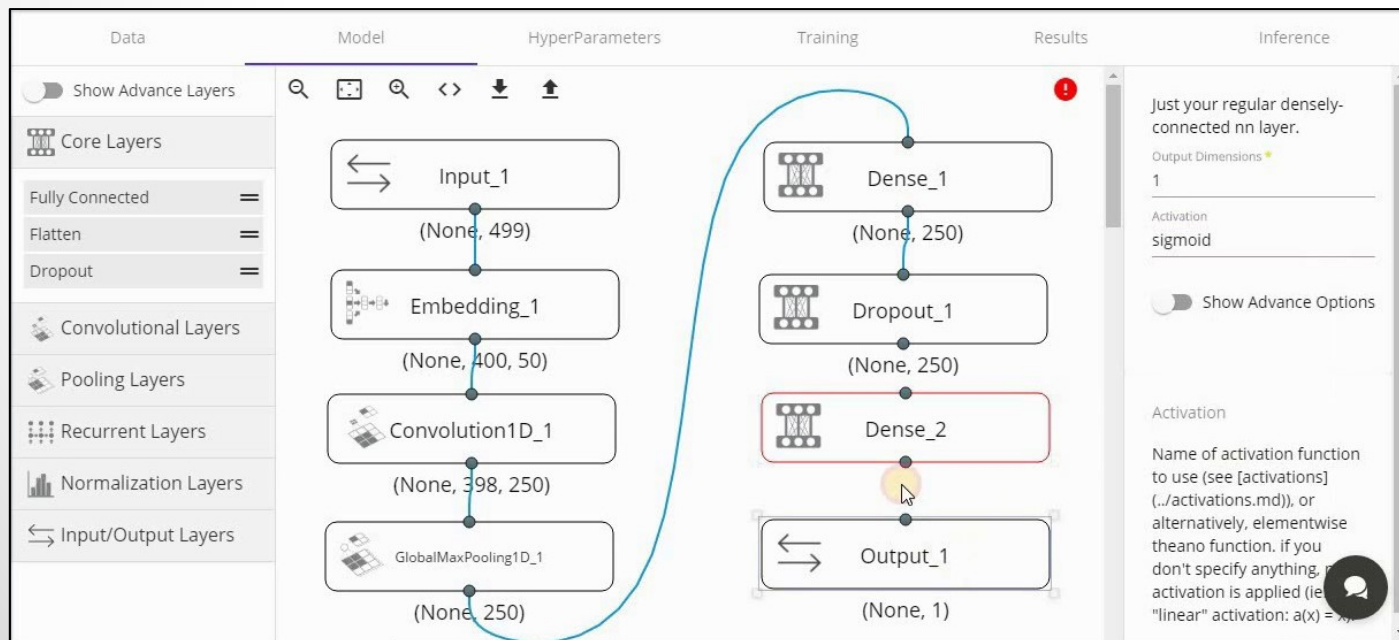 Data
Model
HyperParameters
Training
Results
Inference
Show Advance Layers
Core Layers
Fully Connected
Flatten
Dropout
Convolutional Layers
Pooling Layers
Recurrent Layers
Normalization Layers
Input/Output Layers
Input_1
(None, 499)
Embedding_1
(None, 400, 50)
Convolution1D_1
(None, 398, 250)
GlobalMaxPooling1D_1
(None, 250)
Dense_1
(None, 250)
Dropout_1
(None, 250)
Dense_2
Output_1
(None, 1)
Just your regular densely-
connected nn layer.
Output Dimensions *
1
Activation
sigmoid
Show Advance Options
Activation
Name of activation function
to use (see [activations]
(../activations.md)), or
alternatively, elementwise
theano function. if you
don't specify anything,
activation is applied (ie
"linear" activation: a(x) = x).